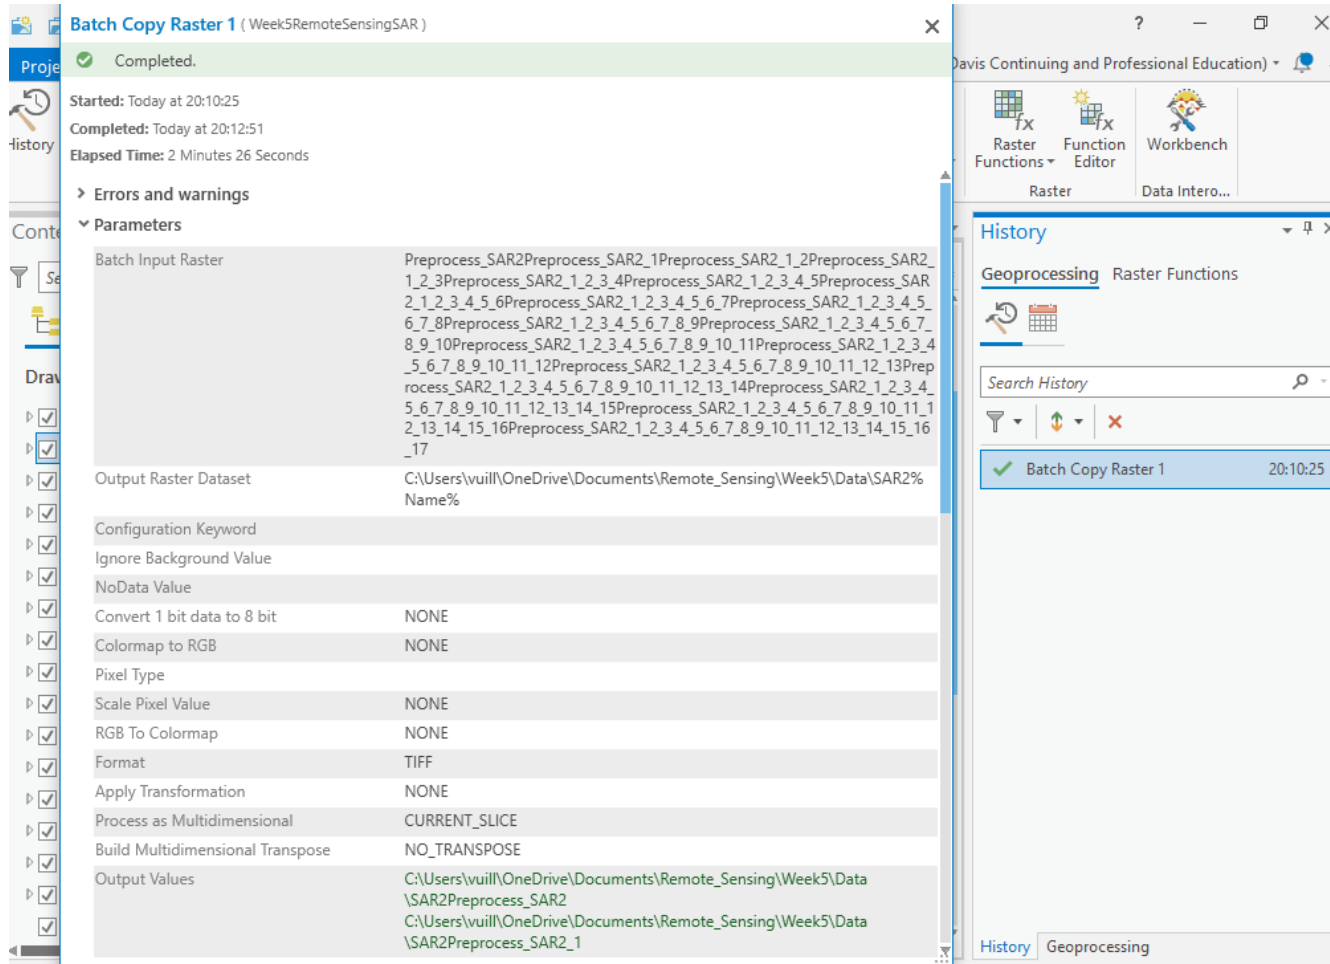 Batch Copy Raster 1 ( Week5RemoteSensingSAR )
?
Proje
Completed.
Davis Continuing and Professional Education)
Started: Today at 20:10:25
Completed: Today at 20:12:51
Elapsed Time: 2 Minutes 26 Seconds
History
Raster Functions
Function Editor
Workbench
Raster
Data Intero...
Errors and warnings
Parameters
Conte
Se
Draw
Batch Input Raster
Preprocess_SAR2Preprocess_SAR2_1Preprocess_SAR2_1_2Preprocess_SAR2_
1_2_3Preprocess_SAR2_1_2_3_4Preprocess_SAR2_1_2_3_4_5Preprocess_SAR
2_1_2_3_4_5_6Preprocess_SAR2_1_2_3_4_5_6_7Preprocess_SAR2_1_2_3_4_5_
6_7_8Preprocess_SAR2_1_2_3_4_5_6_7_8_9Preprocess_SAR2_1_2_3_4_5_6_7_
8_9_10Preprocess_SAR2_1_2_3_4_5_6_7_8_9_10_11Preprocess_SAR2_1_2_3_4
_5_6_7_8_9_10_11_12Preprocess_SAR2_1_2_3_4_5_6_7_8_9_10_11_12_13Prep
rocess_SAR2_1_2_3_4_5_6_7_8_9_10_11_12_13_14Preprocess_SAR2_1_2_3_4_
5_6_7_8_9_10_11_12_13_14_15Preprocess_SAR2_1_2_3_4_5_6_7_8_9_10_11_1
2_13_14_15_16Preprocess_SAR2_1_2_3_4_5_6_7_8_9_10_11_12_13_14_15_16
_17
Output Raster Dataset
C:\Users\vuill\OneDrive\Documents\Remote_Sensing\Week5\Data\SAR2%
Name%
Configuration Keyword
Ignore Background Value
NoData Value
Convert 1 bit data to 8 bit NONE
Colormap to RGB NONE
Pixel Type
Scale Pixel Value NONE
RGB To Colormap NONE
Format TIFF
Apply Transformation NONE
Process as Multidimensional CURRENT_SLICE
Build Multidimensional Transpose NO_TRANSPOSE
Output Values
C:\Users\vuill\OneDrive\Documents\Remote_Sensing\Week5\Data
\SAR2Preprocess_SAR2
C:\Users\vuill\OneDrive\Documents\Remote_Sensing\Week5\Data
\SAR2Preprocess_SAR2_1
History
Geoprocessing Raster Functions
Search History
Batch Copy Raster 1 20:10:25
History Geoprocessing